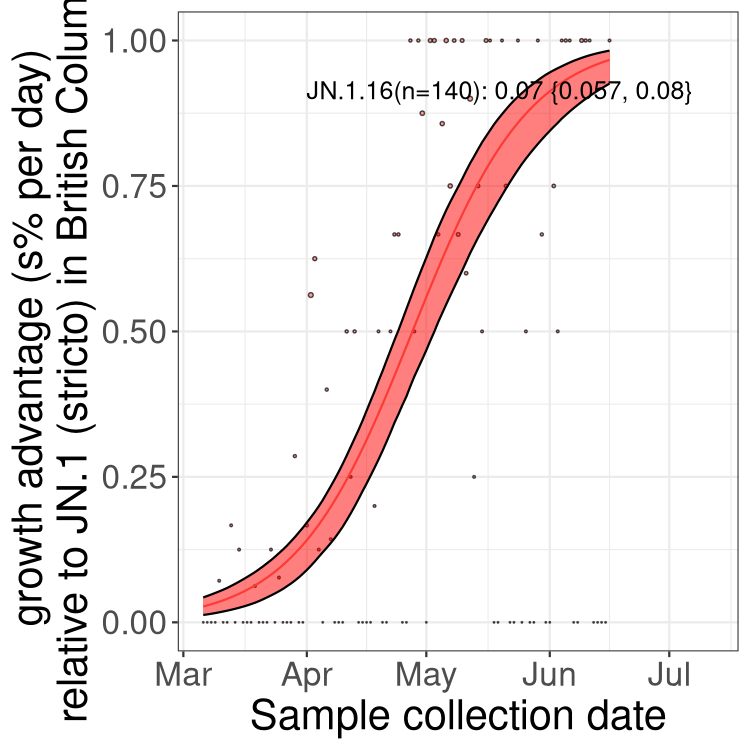 growth advantage (s% per day)
relative to JN.1 (stricto) in British Colum
1.00
0.75
0.50
0.25
0.00
JN.1.16(n=140): 0.07 {0.057, 0.08}
Mar Apr May Jun Jul
Sample collection date